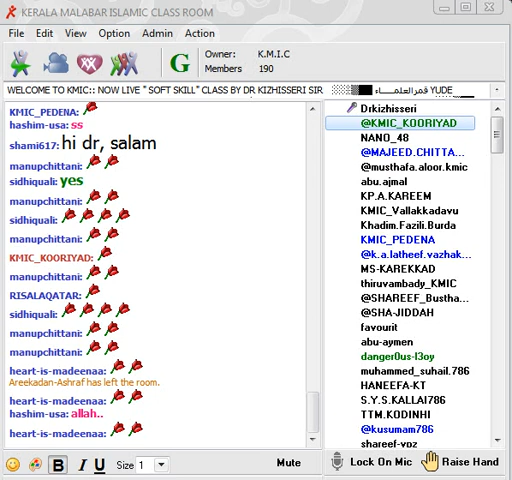 KERALA MALABAR ISLAMIC CLASS ROOM
File Edit View Option Admin Action
G
Owner: K.M.I.C
Members 190
WELCOME TO KMIC:: NOW LIVE " SOFT SKILL" CLASS BY DR KIZHISSERI SIR قمرالعلمـــاء YUDE
KMIC_PEDENA:
hashim-usa: ss
shami617: hi dr, salam
manupchittani:
sidhiquali: yes
manupchittani:
sidhiquali:
manupchittani:
KMIC_KOORIYAD:
manupchittani:
RISALAQATAR:
sidhiquali:
manupchittani:
manupchittani:
heart-is-madeenaa:
Areekadan-Ashraf has left the room.
heart-is-madeenaa:
hashim-usa: allah..
heart-is-madeenaa:
Drkizhisseri
@KMIC_KOORIYAD
NANO_48
@MAJEED.CHITTA...
@musthafa.aloor.kmic
abu.ajmal
KP.A.KAREEM
KMIC_Vallakkadavu
Khadim.Fazili.Burda
KMIC_PEDENA
@k.a.latheef.vazhak...
MS-KAREKKAD
thiruvambady_KMIC
@SHAREEF_Bustha...
@SHA-JIDDAH
favourit
abu-aymen
danger0us-l3oy
muhammed_suhail.786
HANEEFA-KT
S.Y.S.KALLAI786
TTM.KODINHI
@kusumam786
shareef-vpz
B I U Size 1 Mute
Lock On Mic Raise Hand